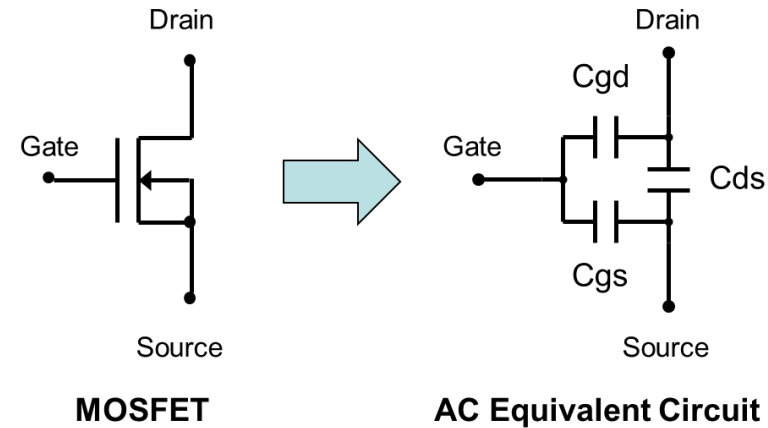 Drain
Gate
Source
MOSFET
Drain
Cgd
Gate
Cds
Cgs
Source
AC Equivalent Circuit